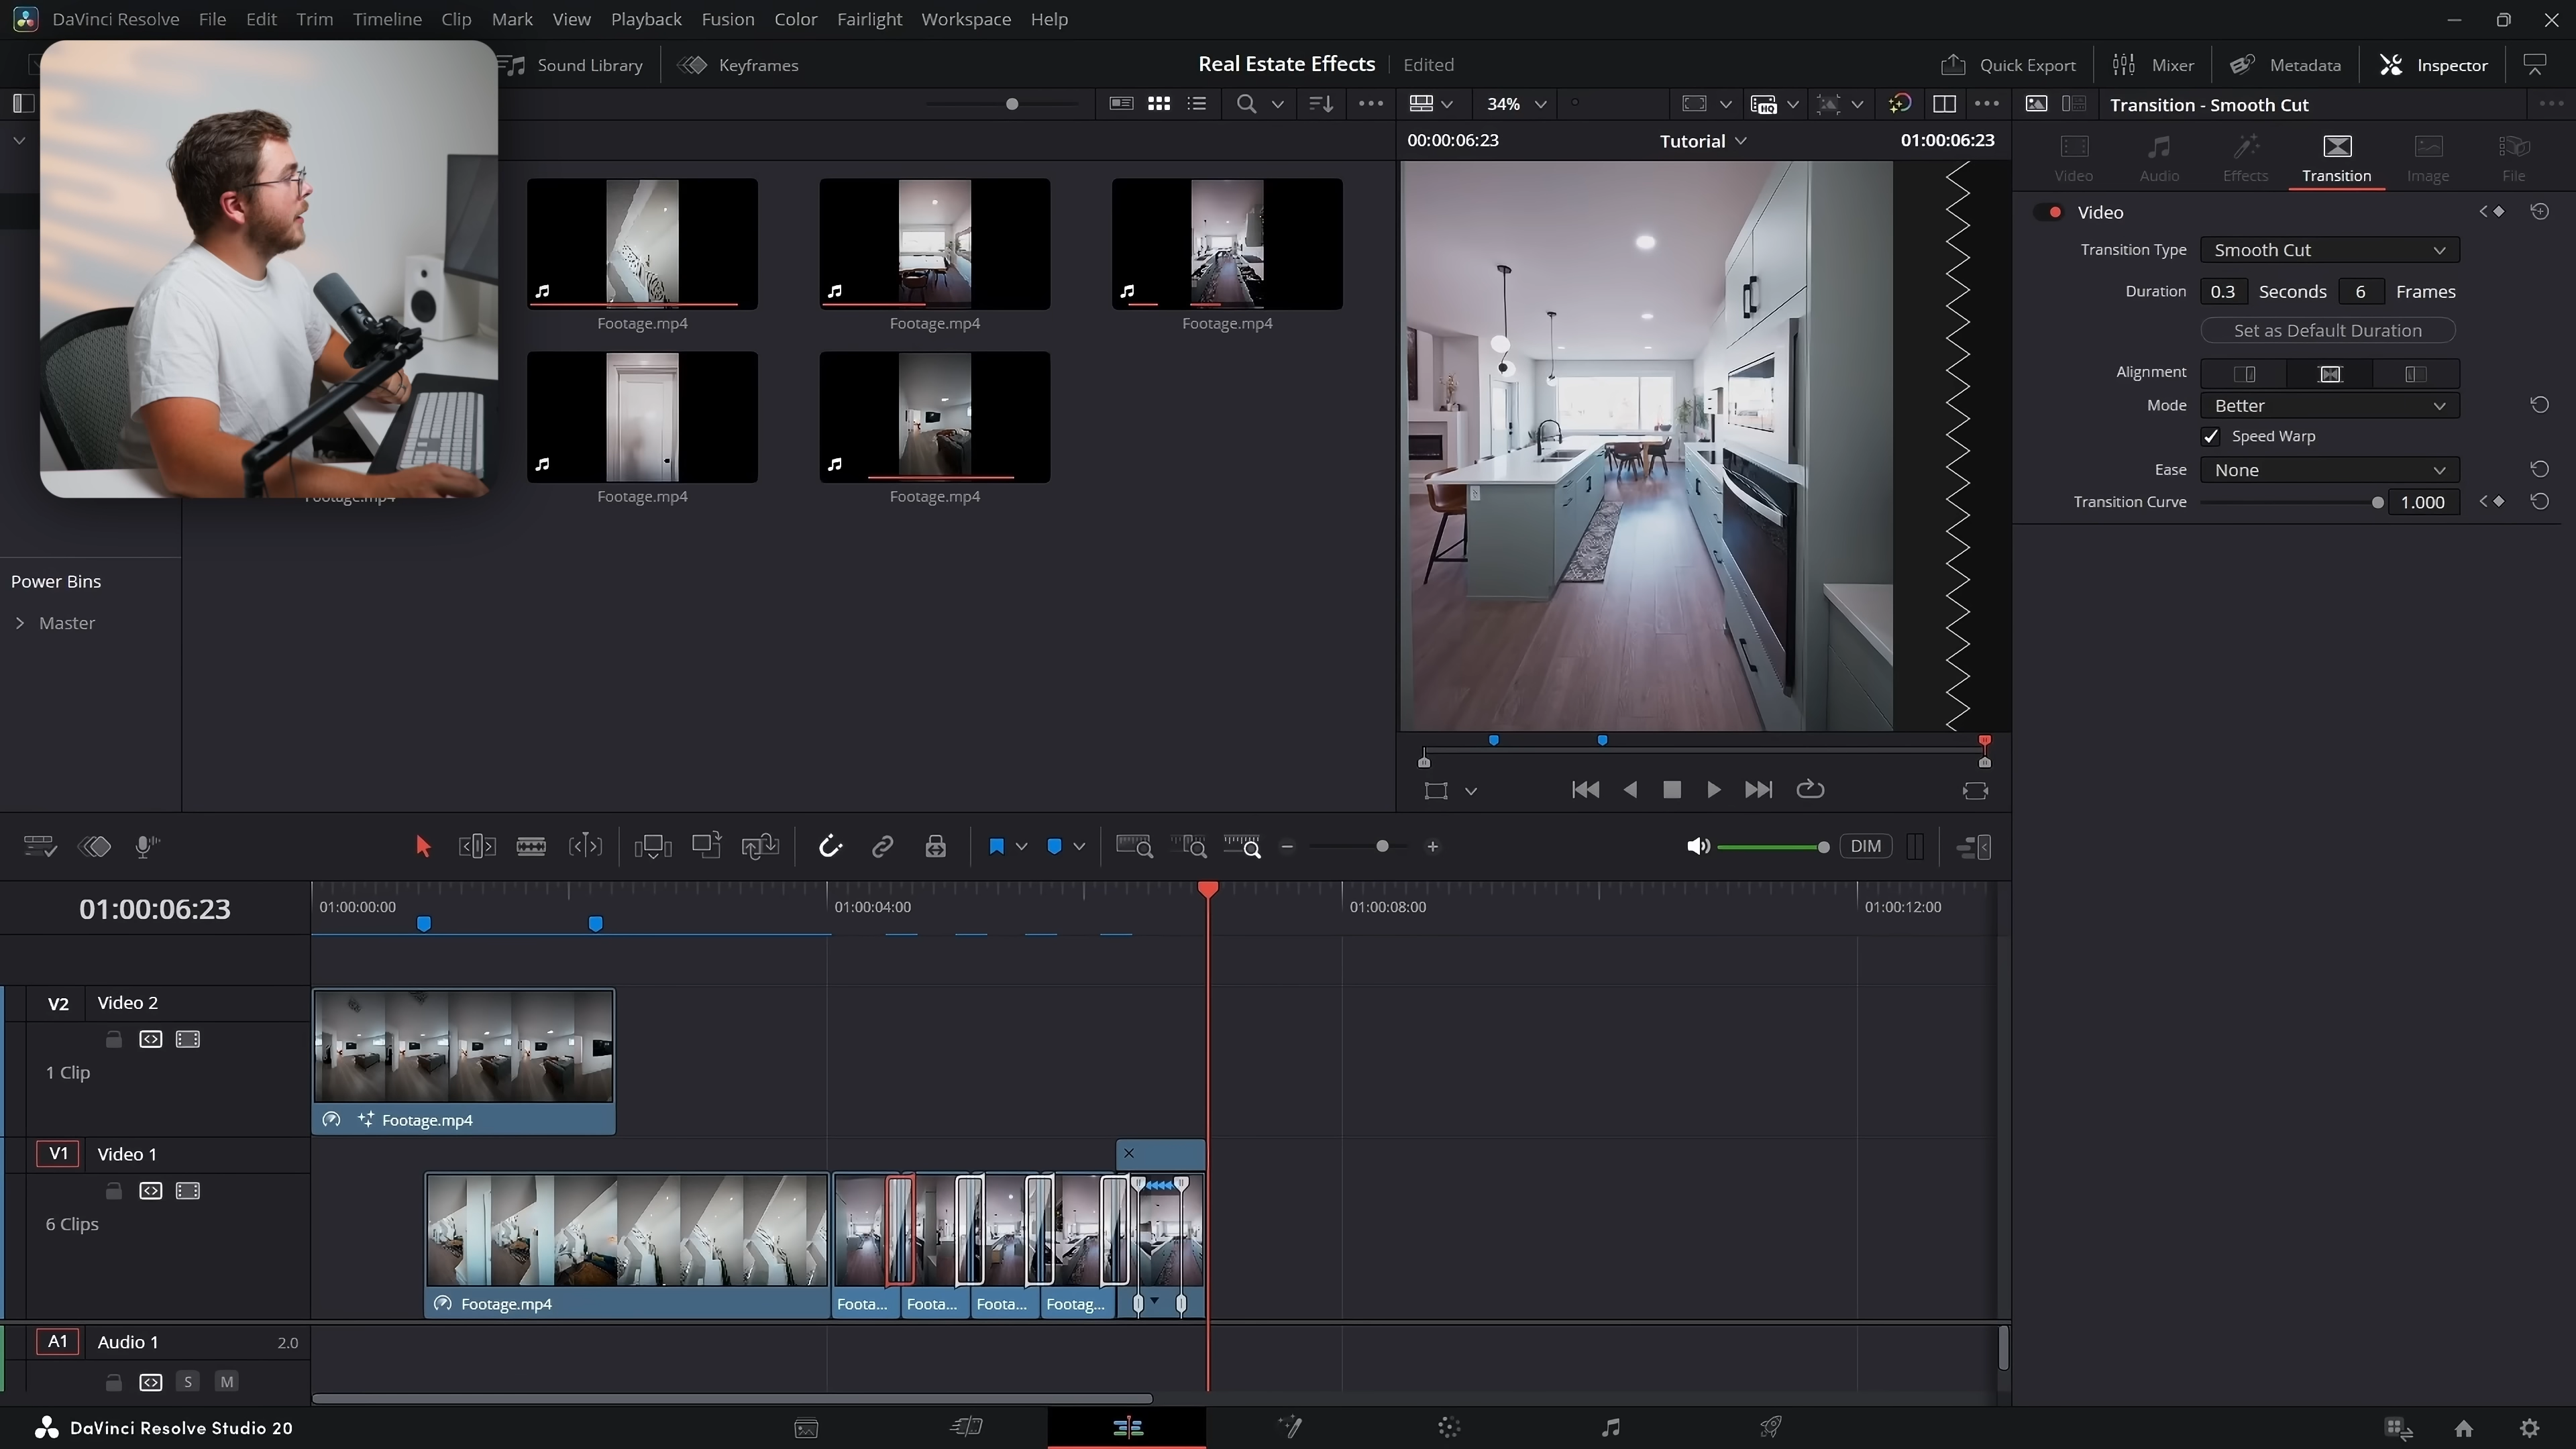 DaVinci Resolve File Edit Trim Timeline Clip Mark View Playback Fusion Color Fairlight Workspace Help
Sound Library Keyframes Real Estate Effects Edited Quick Export Mixer Metadata Inspector
34% Transition - Smooth Cut
00:00:06:23 Tutorial 01:00:06:23
Video Audio Effects Transition Image File
Video
Transition Type Smooth Cut
Duration 0.3 Seconds 6 Frames
Set as Default Duration
Alignment
Mode Better
Speed Warp
Ease None
Transition Curve 1.000
Footage.mp4 Footage.mp4 Footage.mp4
Footage.mp4 Footage.mp4 Footage.mp4
Power Bins
Master
DIM
01:00:06:23 01:00:00:00 01:00:04:00 01:00:08:00 01:00:12:00
V2 Video 2
1 Clip
Footage.mp4
V1 Video 1
6 Clips
Footage.mp4 Foota... Foota... Foota... Footag...
A1 Audio 1 2.0
S M
DaVinci Resolve Studio 20